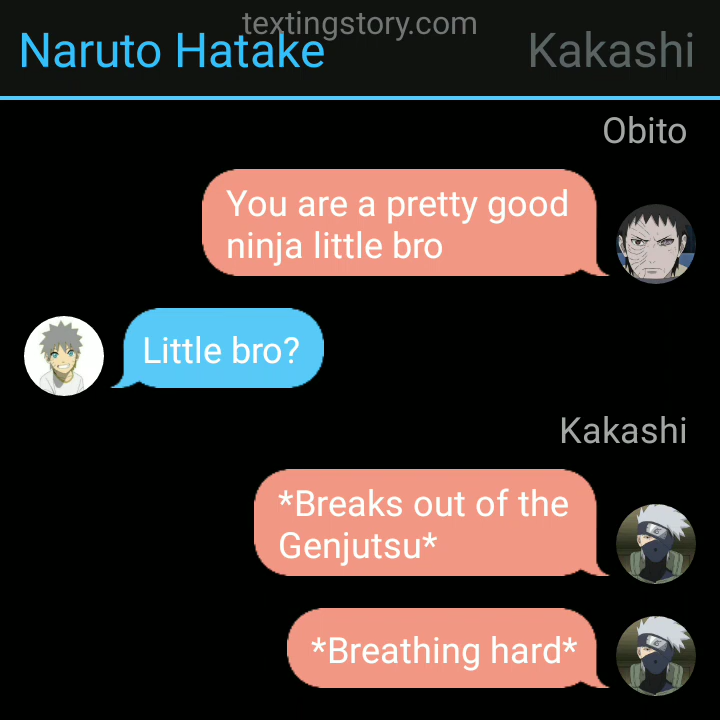 textingstory.com
Naruto Hatake
Kakashi
Obito
You are a pretty good
ninja little bro
Little bro?
Kakashi
*Breaks out of the
Genjutsu*
*Breathing hard*